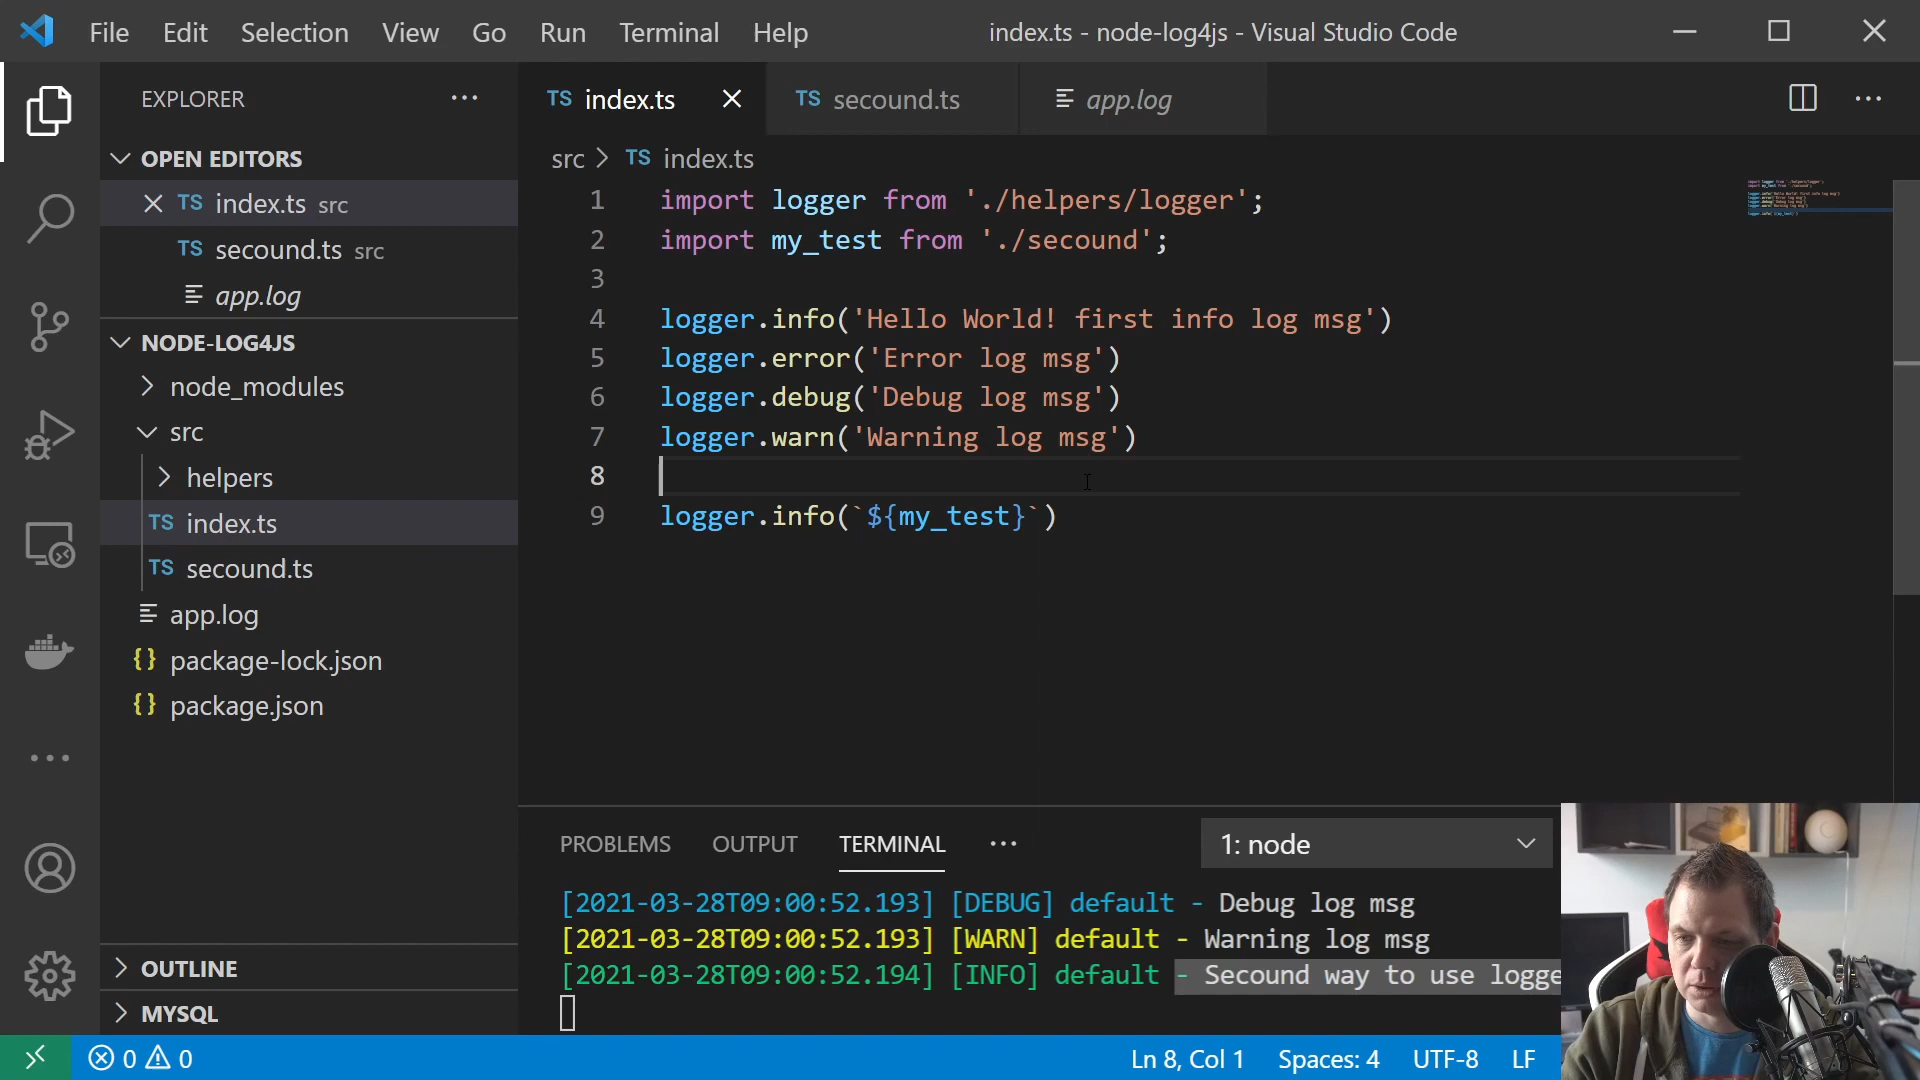 File Edit Selection View Go Run Terminal Help index.ts - node-log4js - Visual Studio Code
EXPLORER
OPEN EDITORS
index.ts src
secound.ts src
app.log
NODE-LOG4JS
node_modules
src
helpers
TS index.ts
TS secound.ts
app.log
{} package-lock.json
{} package.json
OUTLINE
MYSQL
TS index.ts TS secound.ts app.log
src > TS index.ts
1 import logger from './helpers/logger';
2 import my_test from './secound';
3
4 logger.info('Hello World! first info log msg')
5 logger.error('Error log msg')
6 logger.debug('Debug log msg')
7 logger.warn('Warning log msg')
8
9 logger.info(`${my_test}`)
PROBLEMS OUTPUT TERMINAL ... 1: node
[2021-03-28T09:00:52.193] [DEBUG] default - Debug log msg
[2021-03-28T09:00:52.193] [WARN] default - Warning log msg
[2021-03-28T09:00:52.194] [INFO] default - Secound way to use logge
0 0 Ln 8, Col 1 Spaces: 4 UTF-8 LF